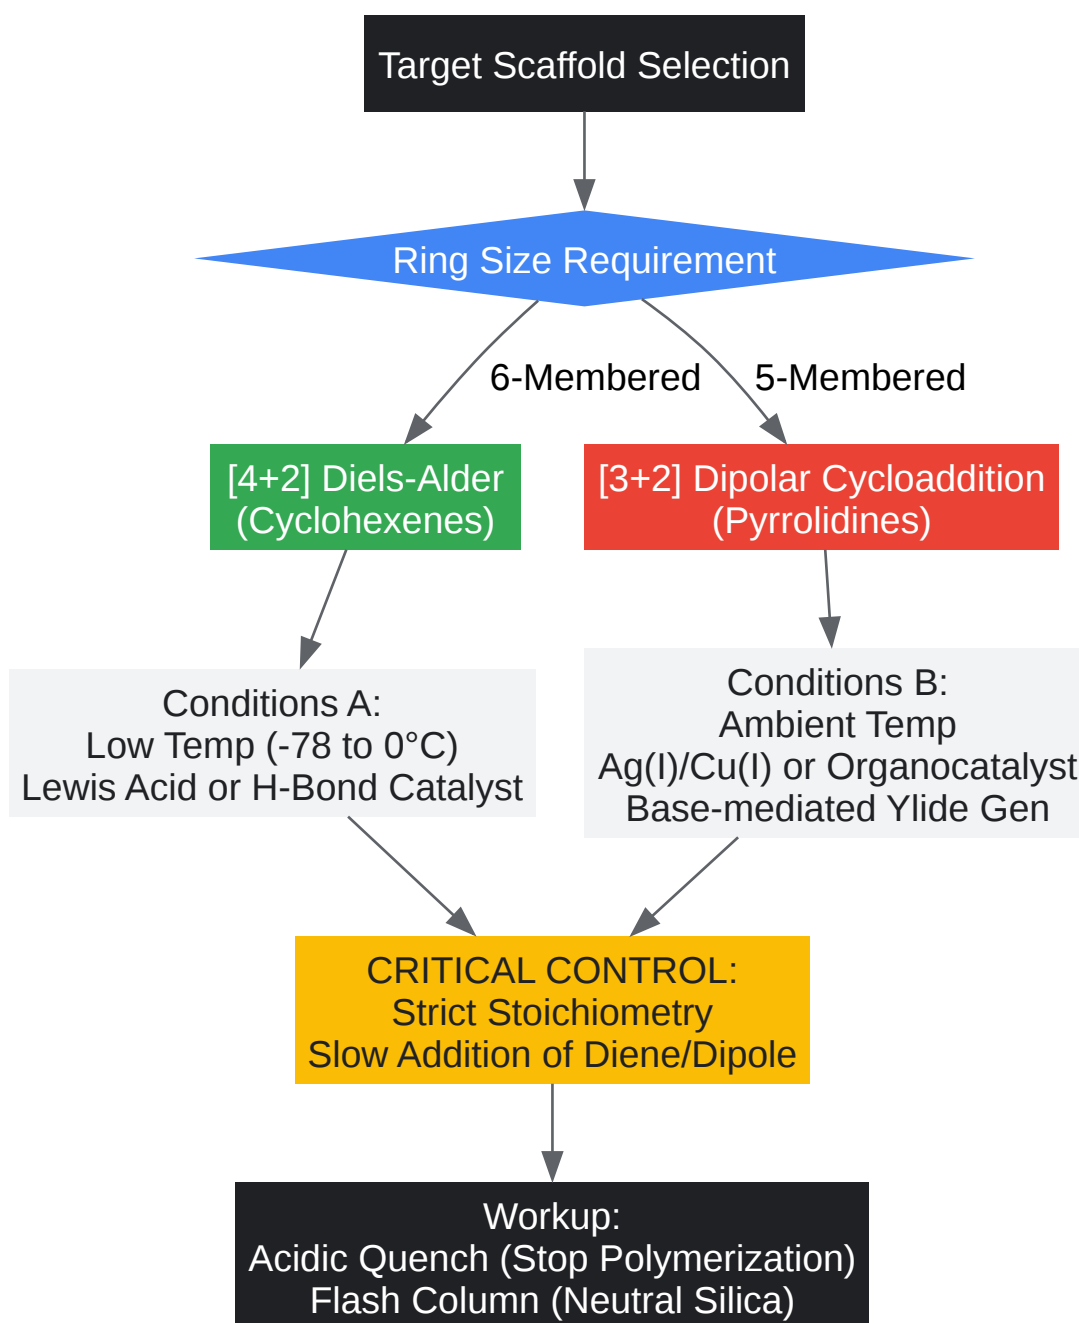 Target Scaffold Selection
Ring Size Requirement
6-Membered
5-Membered
[4+2] Diels-Alder
(Cyclohexenes)
[3+2] Dipolar Cycloaddition
(Pyrrolidines)
Conditions A:
Low Temp (-78 to 0°C)
Lewis Acid or H-Bond Catalyst
Conditions B:
Ambient Temp
Ag(I)/Cu(I) or Organocatalyst
Base-mediated Ylide Gen
CRITICAL CONTROL:
Strict Stoichiometry
Slow Addition of Diene/Dipole
Workup:
Acidic Quench (Stop Polymerization)
Flash Column (Neutral Silica)